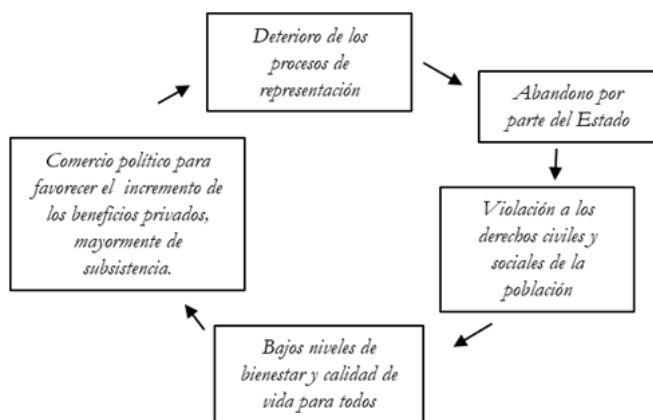 Deterioro de los
procesos de
representación
Abandono por
parte del Estado
Violación a los
derechos civiles y
sociales de la
población
Bajos niveles de
bienestar y calidad de
vida para todos
Comercio político para
favorecer el incremento de
los beneficios privados,
mayormente de
subsistencia.